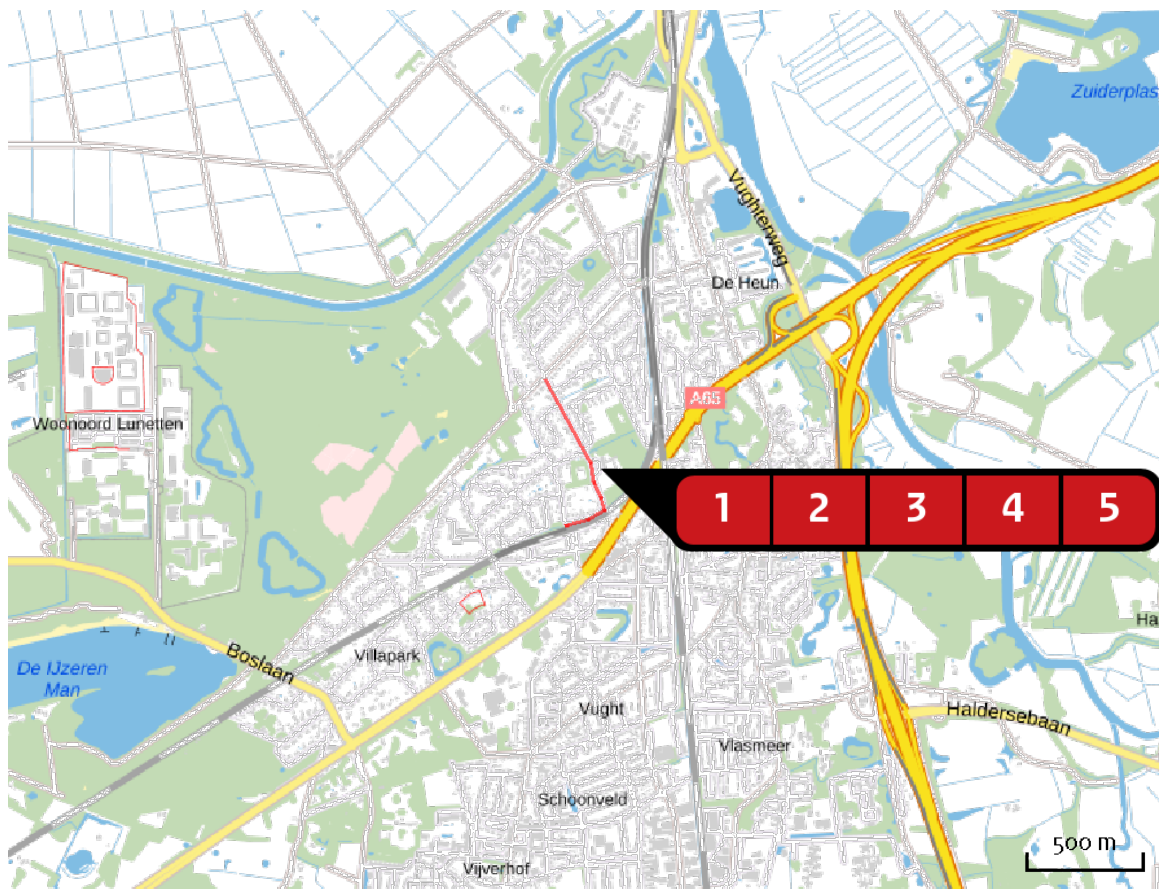 Zuiderplas
Vughterweg
De Heun
A65
Woonoord Lunetten
1 2 3 4 5
Boslaan
Villapark
De IJzeren
Man
Vught
Haldersebaan
Vlasmeer
Schoonveld
500 m
Vijverhof
Ha